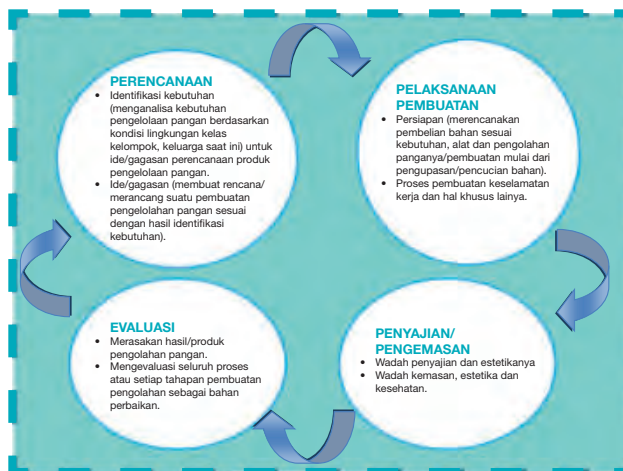 PERENCANAAN
• Identifikasi kebutuhan
(menganalisa kebutuhan
pengelolaan pangan berdasarkan
kondisi lingkungan kelas
kelompok, keluarga saat ini) untuk
ide/gagasan perencanaan produk
pengelolaan pangan.
• Ide/gagasan (membuat rencana/
merancang suatu pembuatan
pengelolahan pangan sesuai
dengan hasil identifikasi
kebutuhan).
PELAKSANAAN
PEMBUATAN
• Persiapan (merencanakan
pembelian bahan sesuai
kebutuhan, alat dan pengolahan
panganya/pembuatan mulai dari
pengupasan/pencucian bahan).
• Proses pembuatan keselamatan
kerja dan hal khusus lainya.
EVALUASI
• Merasakan hasil/produk
pengolahan pangan.
• Mengevaluasi seluruh proses
atau setiap tahapan pembuatan
pengolahan sebagai bahan
perbaikan.
PENYAJIAN/
PENGEMASAN
• Wadah penyajian dan estetikanya
• Wadah kemasan, estetika dan
kesehatan.